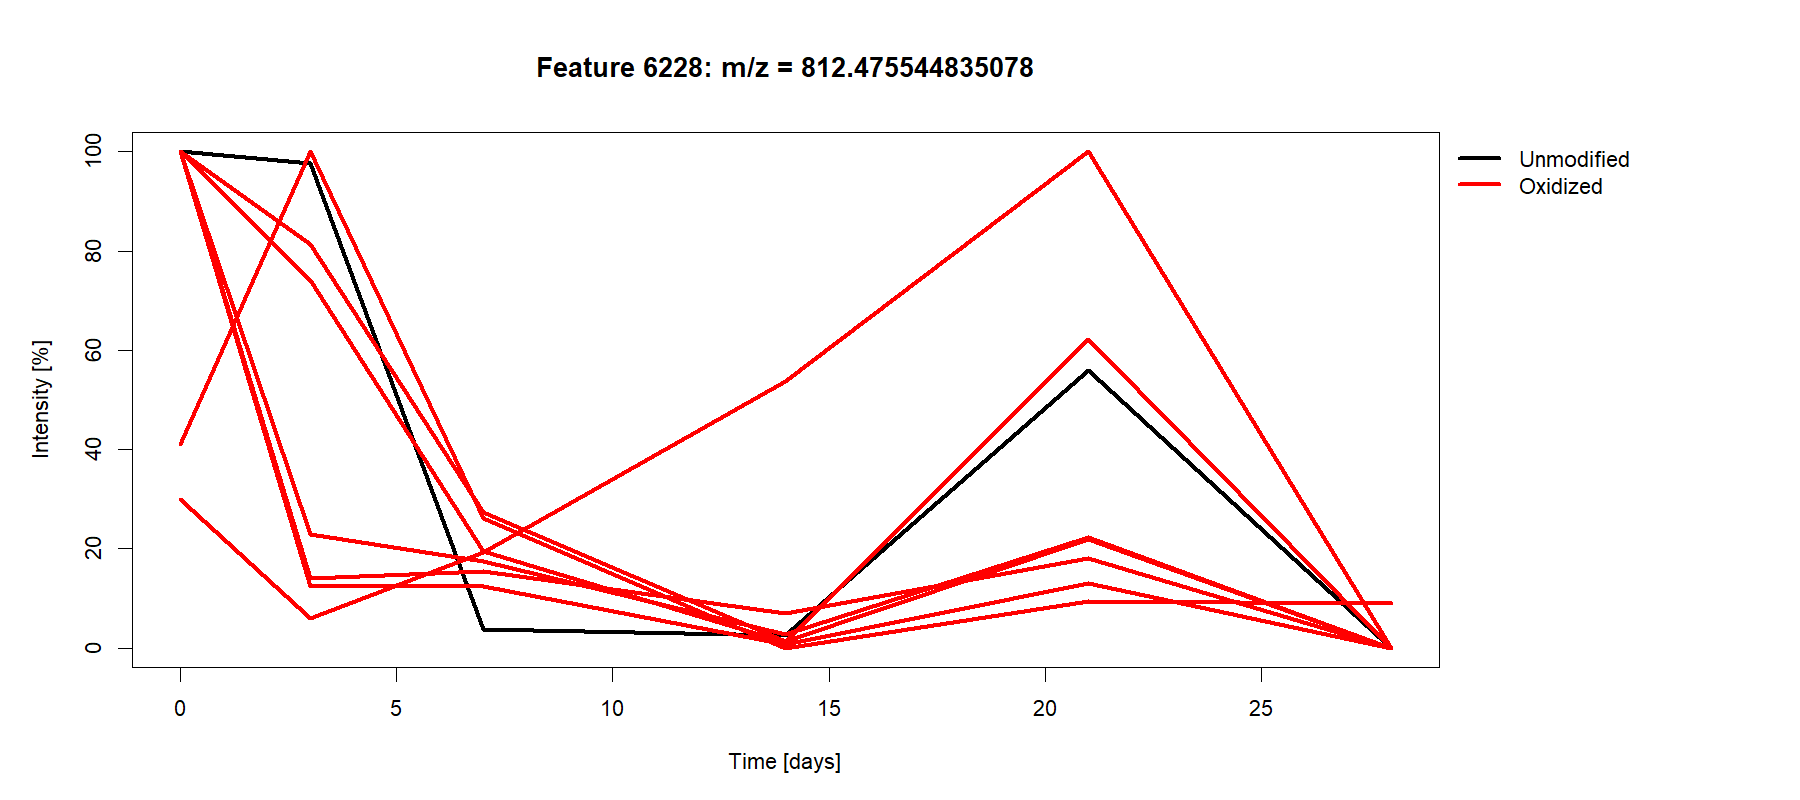 Feature 6228: m/z = 812.475544835078
Unmodified
Oxidized
Intensity [%]
100
80
60
40
20
0
0 5 10 15 20 25
Time [days]